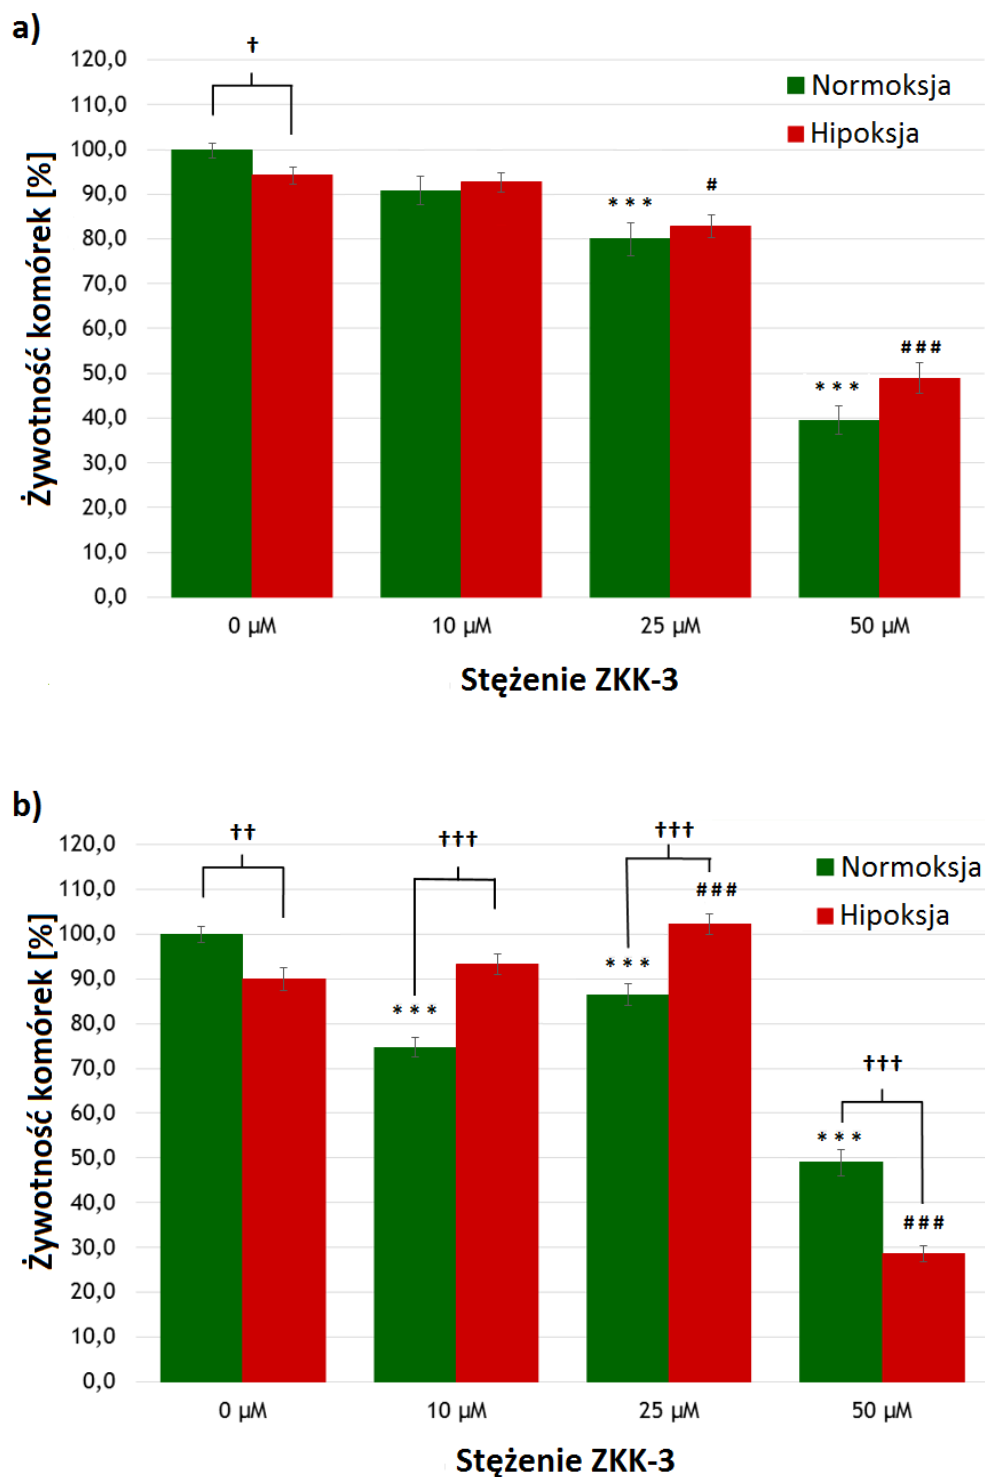 a)
†
120,0
110,0
100,0
90,0
80,0
70,0
60,0
50,0
40,0
30,0
20,0
10,0
0,0
Żywotność komórek [%]
Normoksja
Hipoksja
***
#
***
###
0 µM
10 µM
25 µM
50 µM
Stężenie ZKK-3
b)
††
†††
†††
120,0
110,0
100,0
90,0
80,0
70,0
60,0
50,0
40,0
30,0
20,0
10,0
0,0
Żywotność komórek [%]
Normoksja
Hipoksja
###
***
***
†††
***
###
0 µM
10 µM
25 µM
50 µM
Stężenie ZKK-3